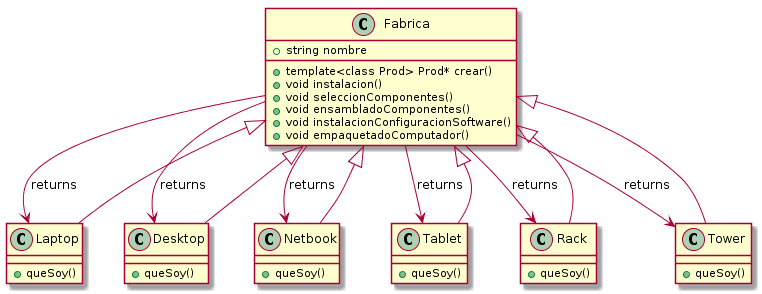 C Fabrica
string nombre
template<class Prod> Prod* crear()
void instalacion()
void seleccionComponentes()
void ensambladoComponentes()
void instalacionConfiguracionSoftware()
void empaquetadoComputador()
returns returns returns returns returns returns
C Laptop C Desktop C Netbook C Tablet C Rack C Tower
queSoy() queSoy() queSoy() queSoy() queSoy() queSoy()